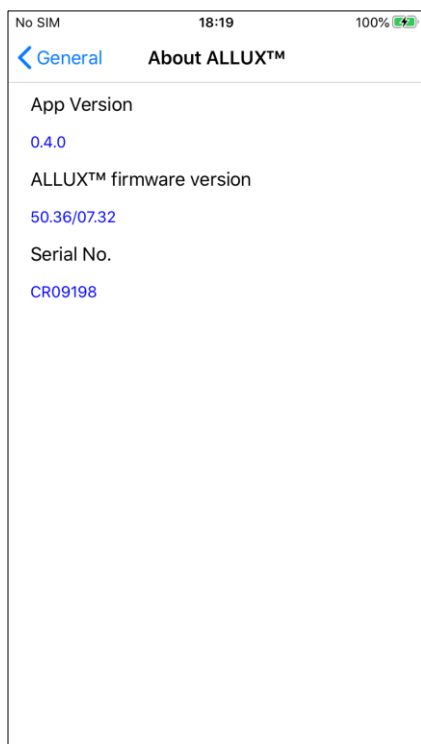 No SIM 18:19 100%
General About ALLUX™
App Version
0.4.0
ALLUX™ firmware version
50.36/07.32
Serial No.
CR09198